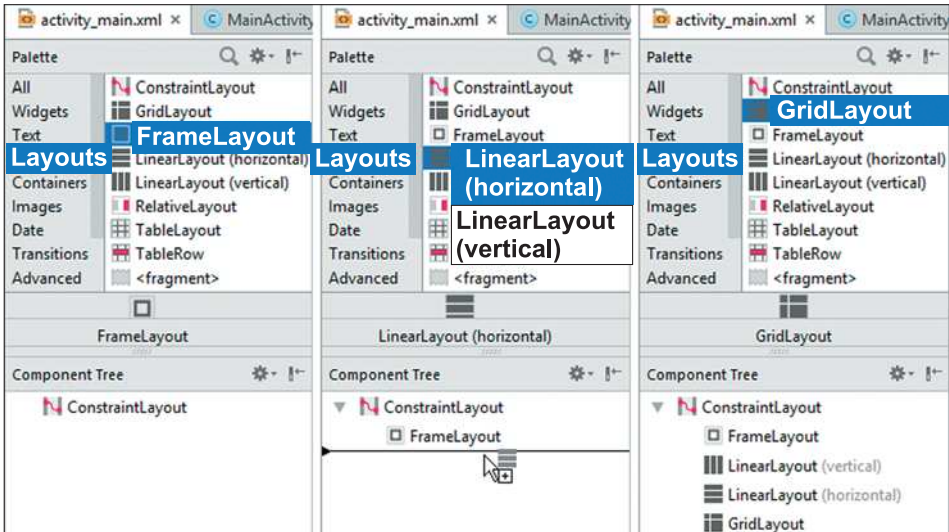 activity_main.xml ×
MainActivity
Palette
All
Widgets
Text
Layouts
Containers
Images
Date
Transitions
Advanced
ConstraintLayout
GridLayout
FrameLayout
LinearLayout (horizontal)
LinearLayout (vertical)
RelativeLayout
TableLayout
TableRow
<fragment>
FrameLayout
Component Tree
ConstraintLayout
activity_main.xml ×
MainActivity
Palette
All
Widgets
Text
Layouts
Containers
Images
Date
Transitions
Advanced
ConstraintLayout
GridLayout
FrameLayout
LinearLayout
(horizontal)
LinearLayout
(vertical)
TableRow
<fragment>
LinearLayout (horizontal)
Component Tree
ConstraintLayout
FrameLayout
activity_main.xml ×
MainActivity
Palette
All
Widgets
Text
Layouts
Containers
Images
Date
Transitions
Advanced
ConstraintLayout
GridLayout
FrameLayout
LinearLayout (horizontal)
LinearLayout (vertical)
RelativeLayout
TableLayout
TableRow
<fragment>
GridLayout
Component Tree
ConstraintLayout
FrameLayout
LinearLayout (vertical)
LinearLayout (horizontal)
GridLayout